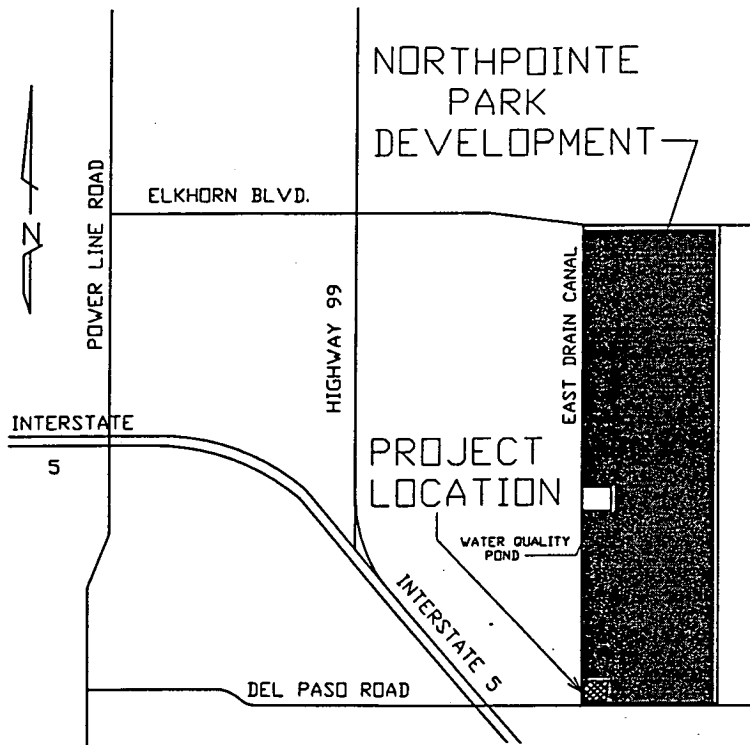 NORTHPOINTE
PARK
DEVELOPMENT
ELKHORN BLVD.
N
POWER LINE ROAD
HIGHWAY 99
EAST DRAIN CANAL
INTERSTATE
5
PROJECT
LOCATION
WATER QUALITY
POND
INTERSTATE 5
DEL PASO ROAD